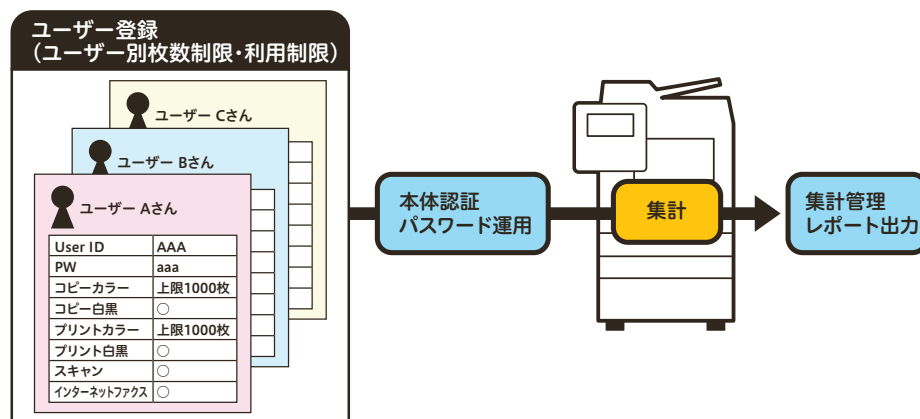 ユーザー登録
（ユーザー別枚数制限・利用制限）
ユーザー Cさん
ユーザー Bさん
ユーザー Aさん
User ID AAA
PW aaa
コピーカラー 上限1000枚
コピー白黒 ○
プリントカラー 上限1000枚
プリント白黒 ○
スキャン ○
インターネットファクス ○
本体認証
パスワード運用
集計
集計管理
レポート出力